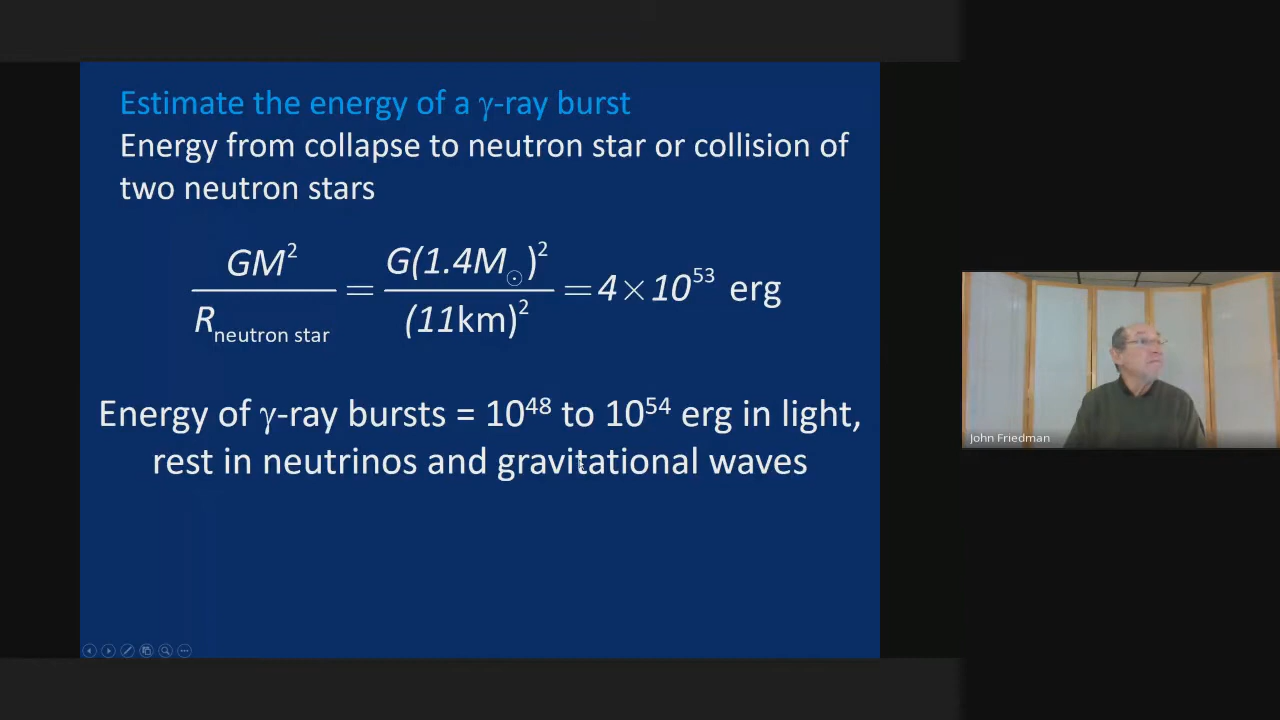 Estimate the energy of a γ-ray burst
Energy from collapse to neutron star or collision of
two neutron stars
GM² / R_neutron star = G(1.4M_☉)² / (11km)² = 4×10⁵³ erg
Energy of γ-ray bursts = 10⁴⁸ to 10⁵⁴ erg in light,
rest in neutrinos and gravitational waves
John Friedman